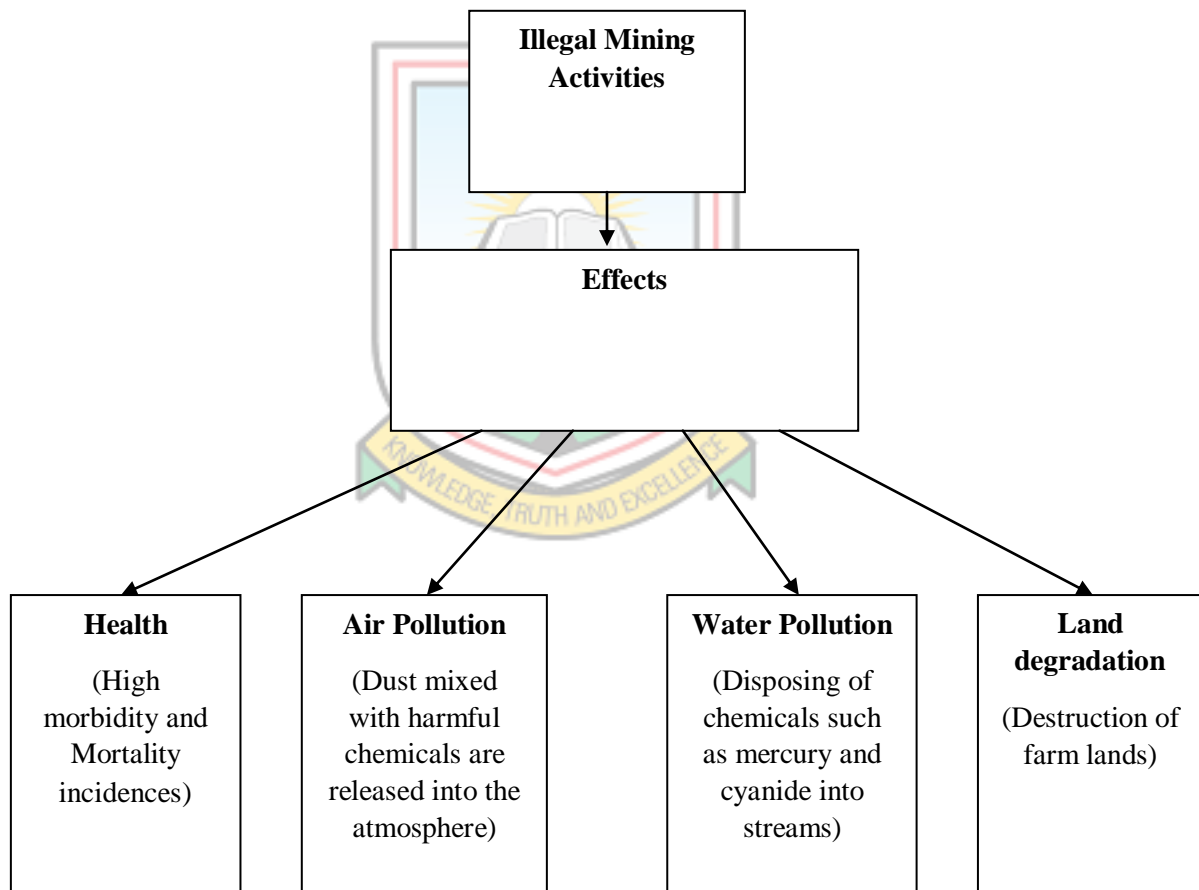 Illegal Mining
Activities
Effects
KNOWLEDGE, TRUTH AND EXCELLENCE
Health
(High
morbidity and
Mortality
incidences)
Air Pollution
(Dust mixed
with harmful
chemicals are
released into the
atmosphere)
Water Pollution
(Disposing of
chemicals such
as mercury and
cyanide into
streams)
Land
degradation
(Destruction of
farm lands)